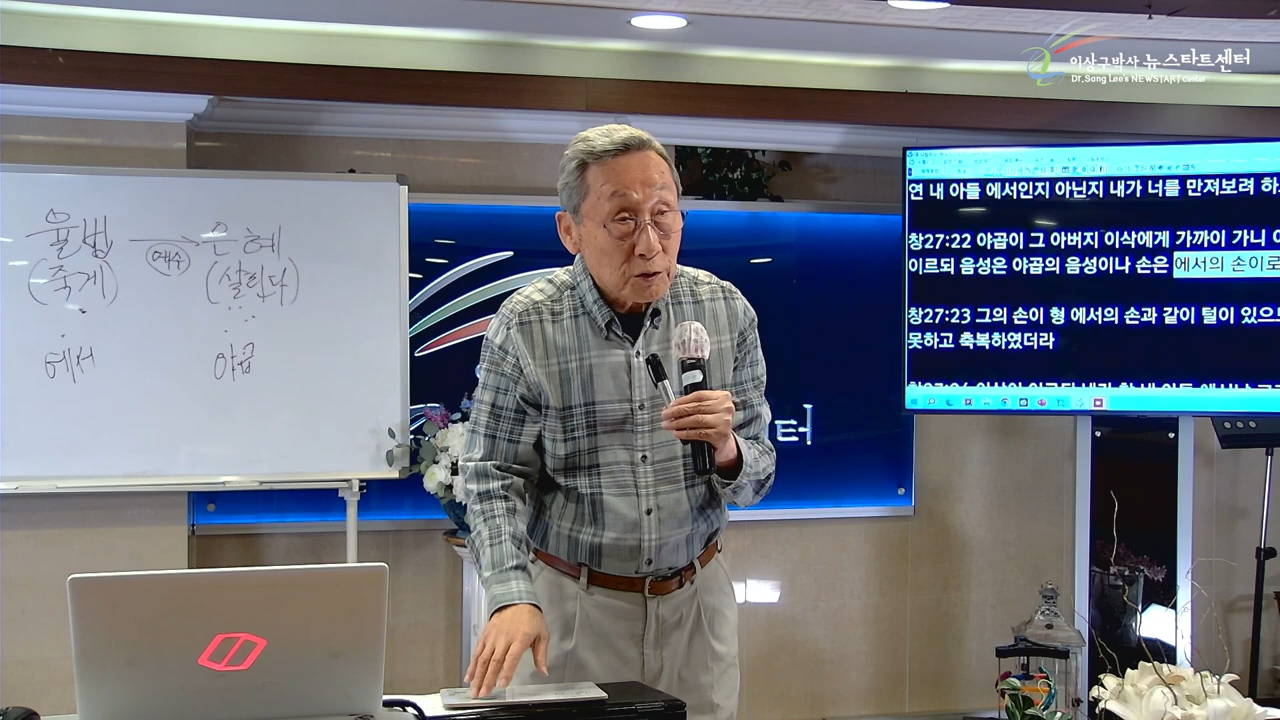 이상구박사 뉴스타트센터
Dr.Sang Lee's NEWSTART Center
율법 → 은혜
예수
(죽게) (살린다)
에서 야곱
연 내 아들 에서인지 아닌지 내가 너를 만져보려 하
창27:22 야곱이 그 아버지 이삭에게 가까이 가니
이르되 음성은 야곱의 음성이나 손은 에서의 손이로
창27:23 그의 손이 형 에서의 손과 같이 털이 있으
못하고 축복하였더라
터